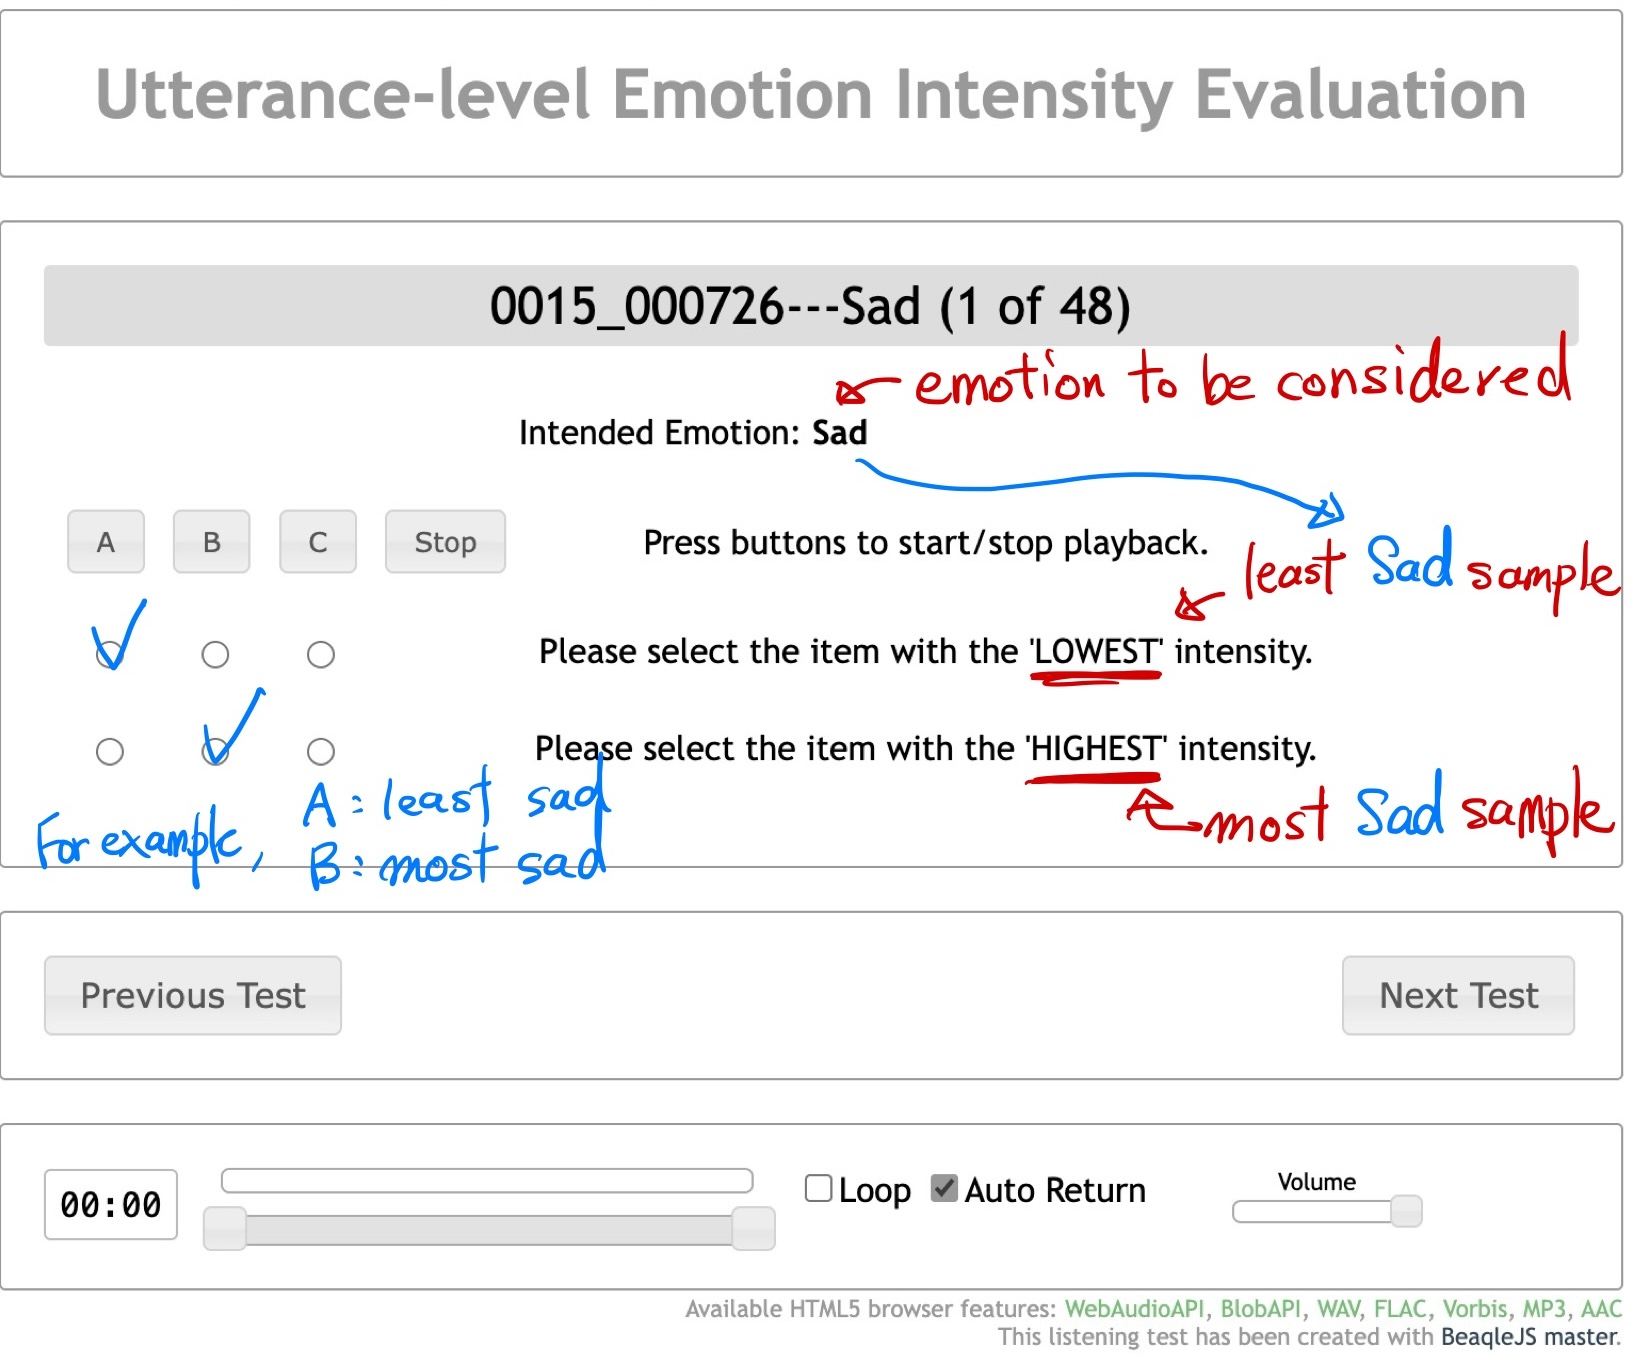 Utterance-level Emotion Intensity Evaluation
0015_000726---Sad (1 of 48)
emotion to be considered
Intended Emotion: Sad
A B C Stop Press buttons to start/stop playback.
least Sad sample
Please select the item with the 'LOWEST' intensity.
Please select the item with the 'HIGHEST' intensity.
most Sad sample
For example, A : least sad
B : most sad
Previous Test Next Test
00:00 Loop Auto Return Volume
Available HTML5 browser features: WebAudioAPI, BlobAPI, WAV, FLAC, Vorbis, MP3, AAC
This listening test has been created with BeaqleJS master.